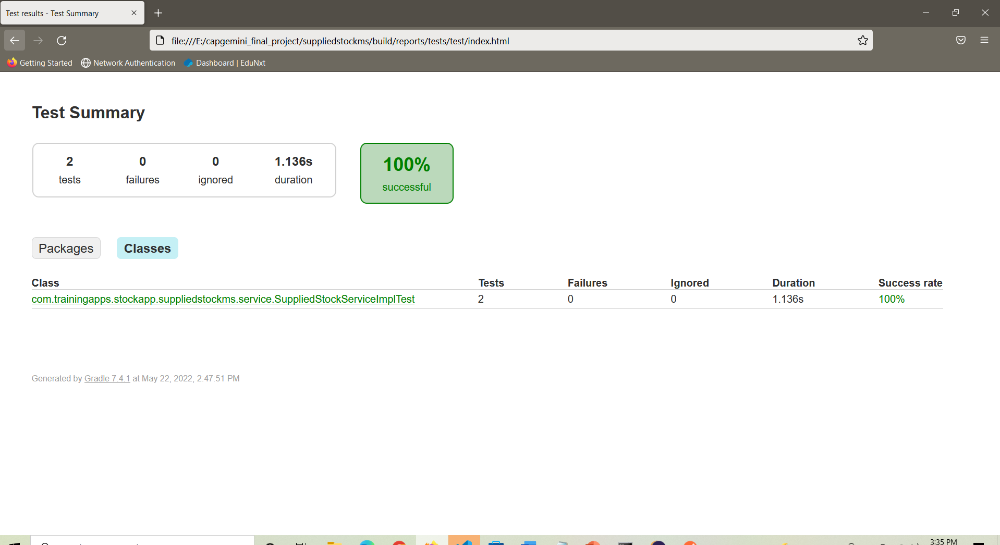 Test results - Test Summary
file:///E:/capgemini_final_project/suppliedstockms/build/reports/tests/test/index.html
Getting Started Network Authentication Dashboard | EduNxt
Test Summary
2 0 0 1.136s
tests failures ignored duration
100%
successful
Packages Classes
Class Tests Failures Ignored Duration Success rate
com.trainingapps.stockapp.suppliedstockms.service.SuppliedStockServiceImplTest 2 0 0 1.136s 100%
Generated by Gradle 7.4.1 at May 22, 2022, 2:47:51 PM
3:35 PM